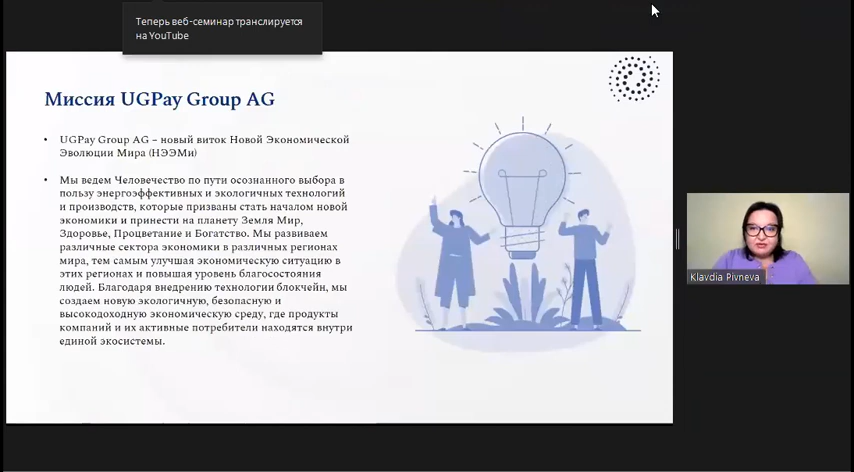 Теперь веб-семинар транслируется
на YouTube
Миссия UGPay Group AG
• UGPay Group AG – новый виток Новой Экономической
Эволюции Мира (НЭЭМи)
• Мы ведем Человечество по пути осознанного выбора в
пользу энергоэффективных и экологичных технологий
и производств, которые призваны стать началом новой
экономики и принести на планету Земля Мир,
Здоровье, Процветание и Богатство. Мы развиваем
различные сектора экономики в различных регионах
мира, тем самым улучшая экономическую ситуацию в
этих регионах и повышая уровень благосостояния
людей. Благодаря внедрению технологии блокчейн, мы
создаем новую экологичную, безопасную и
высокодоходную экономическую среду, где продукты
компаний и их активные потребители находятся внутри
единой экосистемы.
Klavdia Pivneva